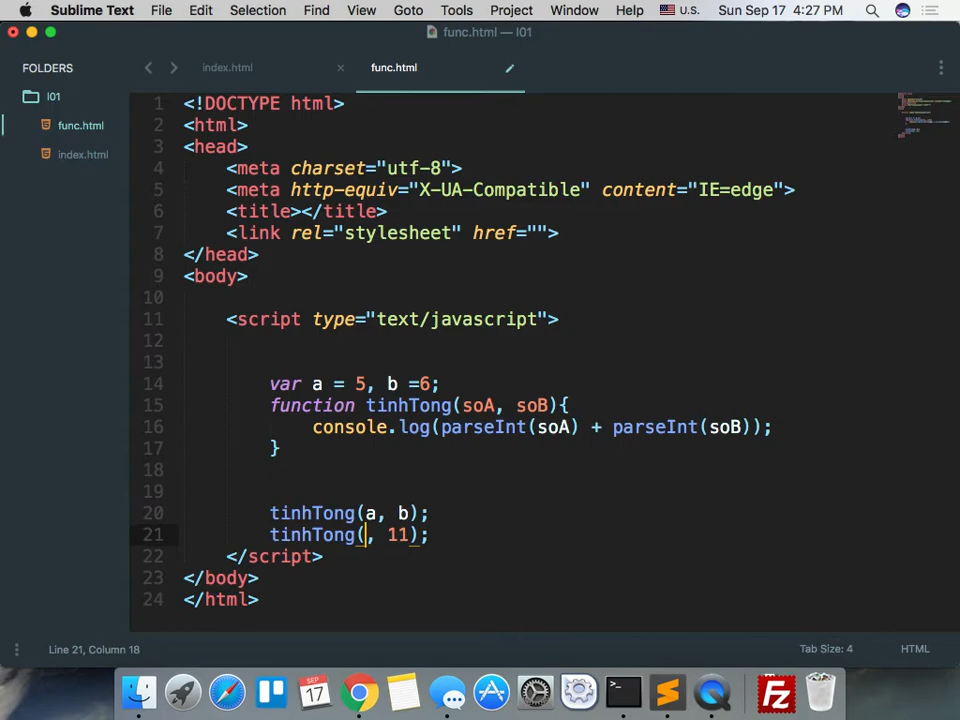 Sublime Text File Edit Selection Find View Goto Tools Project Window Help U.S. Sun Sep 17 4:27 PM
func.html — l01
FOLDERS
l01
func.html
index.html
index.html × func.html
1 <!DOCTYPE html>
2 <html>
3 <head>
4 <meta charset="utf-8">
5 <meta http-equiv="X-UA-Compatible" content="IE=edge">
6 <title></title>
7 <link rel="stylesheet" href="">
8 </head>
9 <body>
10
11 <script type="text/javascript">
12
13
14 var a = 5, b =6;
15 function tinhTong(soA, soB){
16 console.log(parseInt(soA) + parseInt(soB));
17 }
18
19
20 tinhTong(a, b);
21 tinhTong(, 11);
22 </script>
23 </body>
24 </html>
Line 21, Column 18 Tab Size: 4 HTML
SEP
17
>_
Fz